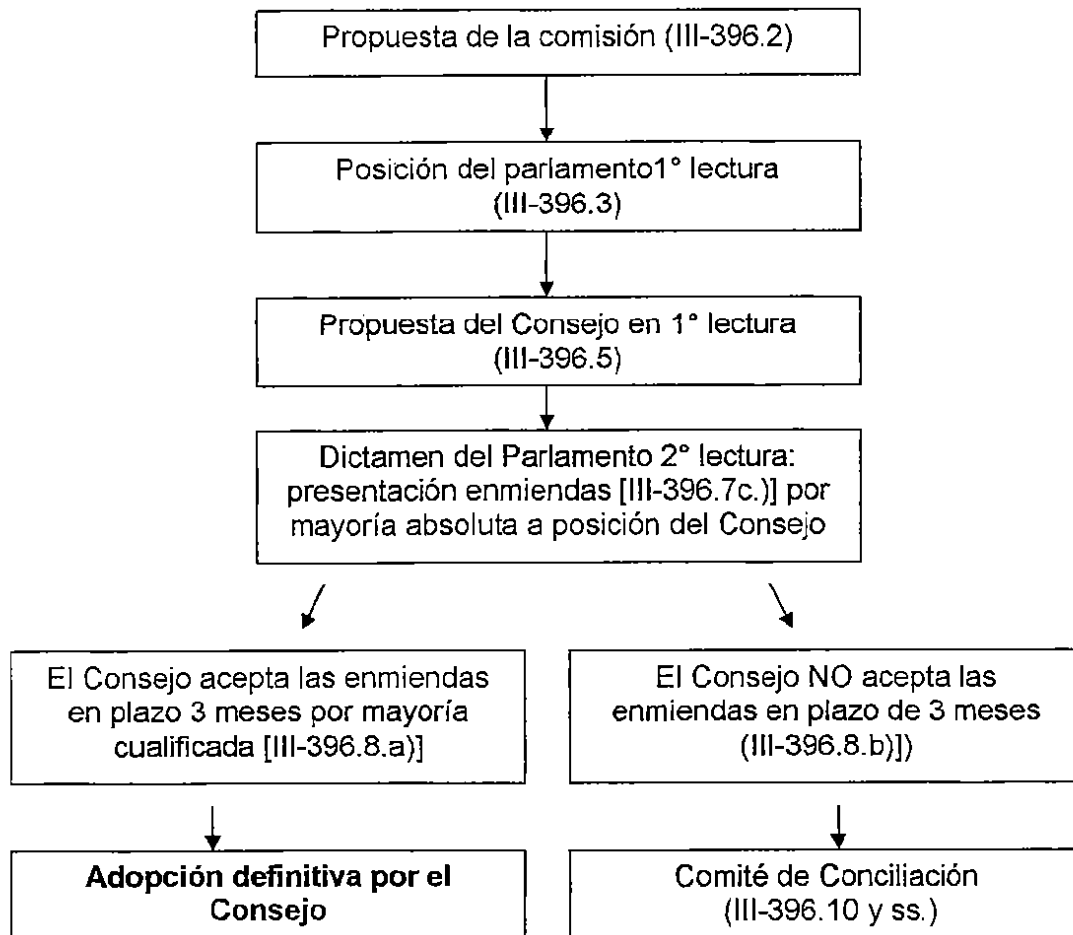 Propuesta de la comisión (III-396.2)
Posición del parlamento1° lectura
(III-396.3)
Propuesta del Consejo en 1° lectura
(III-396.5)
Dictamen del Parlamento 2° lectura:
presentación enmiendas [III-396.7c.)] por
mayoría absoluta a posición del Consejo
El Consejo acepta las enmiendas
en plazo 3 meses por mayoría
cualificada [III-396.8.a)]
El Consejo NO acepta las
enmiendas en plazo de 3 meses
(III-396.8.b)])
Adopción definitiva por el
Consejo
Comité de Conciliación
(III-396.10 y ss.)